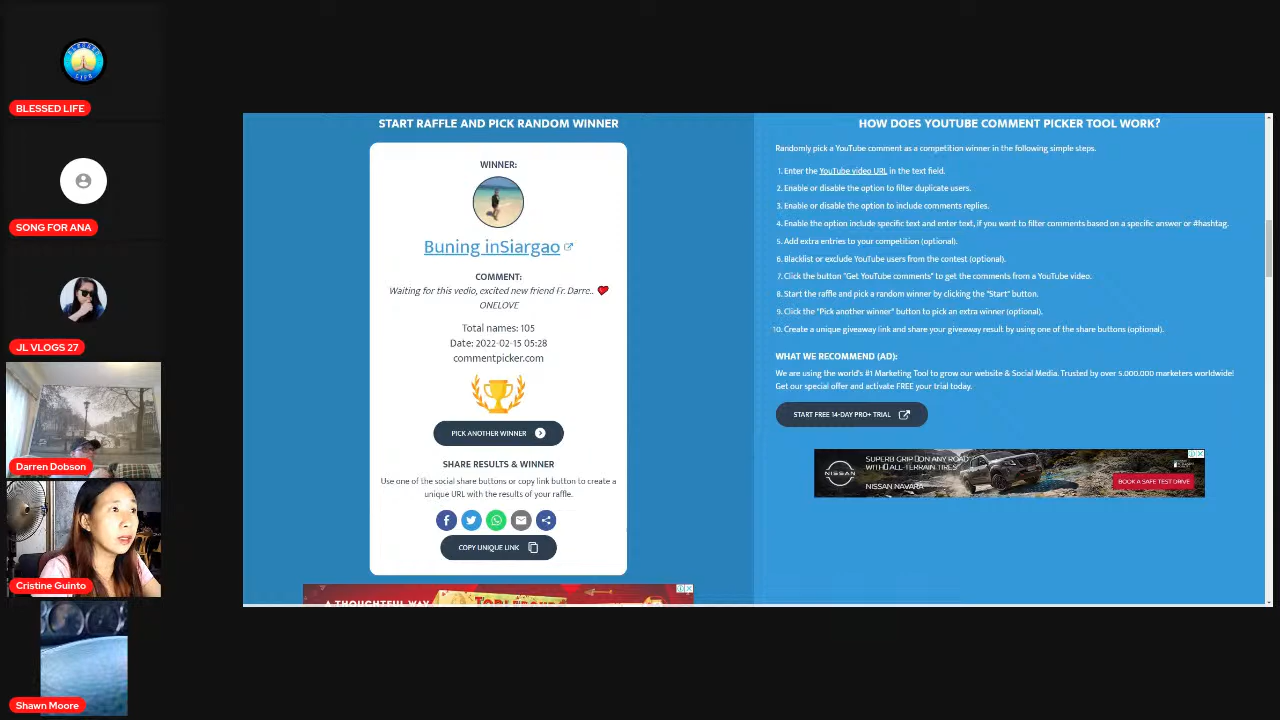 BLESSED LIFE
SONG FOR ANA
JL VLOGS 27
Darren Dobson
Cristine Guinto
Shawn Moore
START RAFFLE AND PICK RANDOM WINNER
WINNER:
Buning inSiargao
COMMENT:
Waiting for this vedio, excited new friend Fr. Darre..
ONELOVE
Total names: 105
Date: 2022-02-15 05:28
commentpicker.com
PICK ANOTHER WINNER
SHARE RESULTS & WINNER
Use one of the social share buttons or copy link button to create a
unique URL with the results of your raffle.
COPY UNIQUE LINK
A THOUGHTFUL WAY
HOW DOES YOUTUBE COMMENT PICKER TOOL WORK?
Randomly pick a YouTube comment as a competition winner in the following simple steps.
1. Enter the YouTube video URL in the text field.
2. Enable or disable the option to filter duplicate users.
3. Enable or disable the option to include comments replies.
4. Enable the option include specific text and enter text, if you want to filter comments based on a specific answer or #hashtag.
5. Add extra entries to your competition (optional).
6. Blacklist or exclude YouTube users from the contest (optional).
7. Click the button "Get YouTube comments" to get the comments from a YouTube video.
8. Start the raffle and pick a random winner by clicking the "Start" button.
9. Click the "Pick another winner" button to pick an extra winner (optional).
10. Create a unique giveaway link and share your giveaway result by using one of the share buttons (optional).
WHAT WE RECOMMEND (AD):
We are using the world's #1 Marketing Tool to grow our website & Social Media. Trusted by over 5.000.000 marketers worldwide!
Get our special offer and activate FREE your trial today.
START FREE 14-DAY PRO+ TRIAL
NISSAN
SUPERB GRIP ON ANY ROAD
WITH ALL-TERRAIN TIRES
NISSAN NAVARA
BOOK A SAFE TEST DRIVE